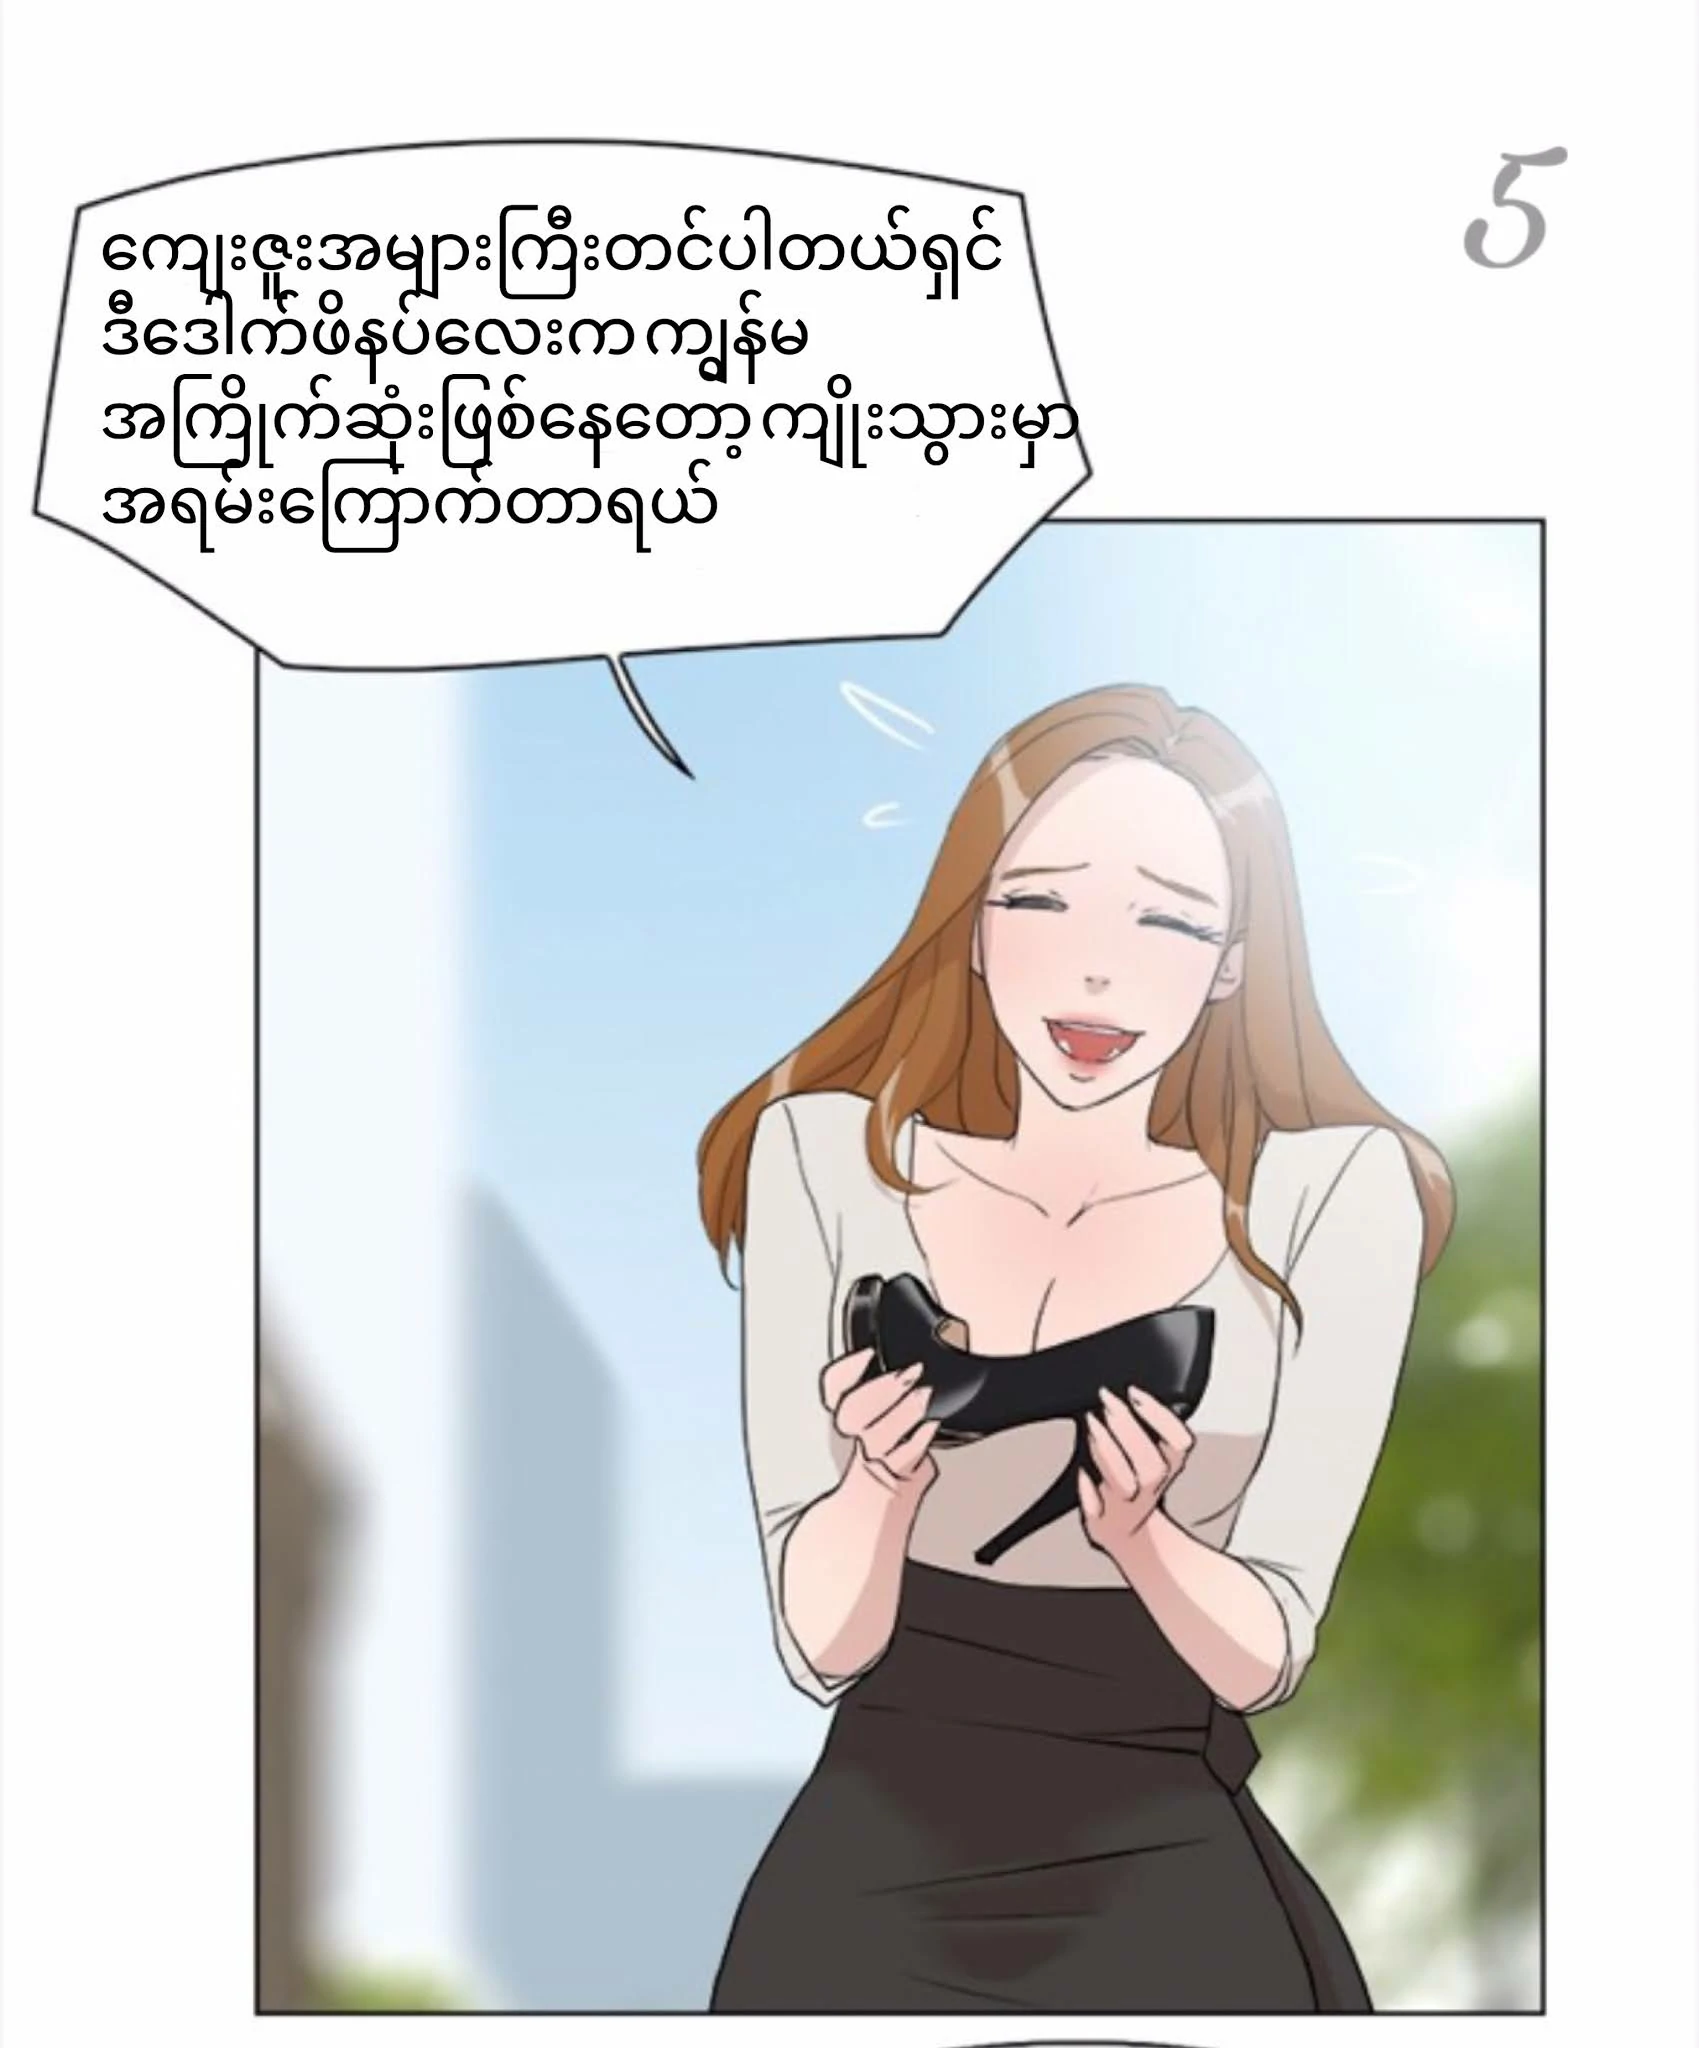 5
ကျေးဇူးအများကြီးတင်ပါတယ်ရှင်
ဒီဒေါက်ဖိနပ်လေးက ကျွန်မ
အကြိုက်ဆုံးဖြစ်နေတော့ ကျိုးသွားမှာ
အရမ်းကြောက်တာရယ်